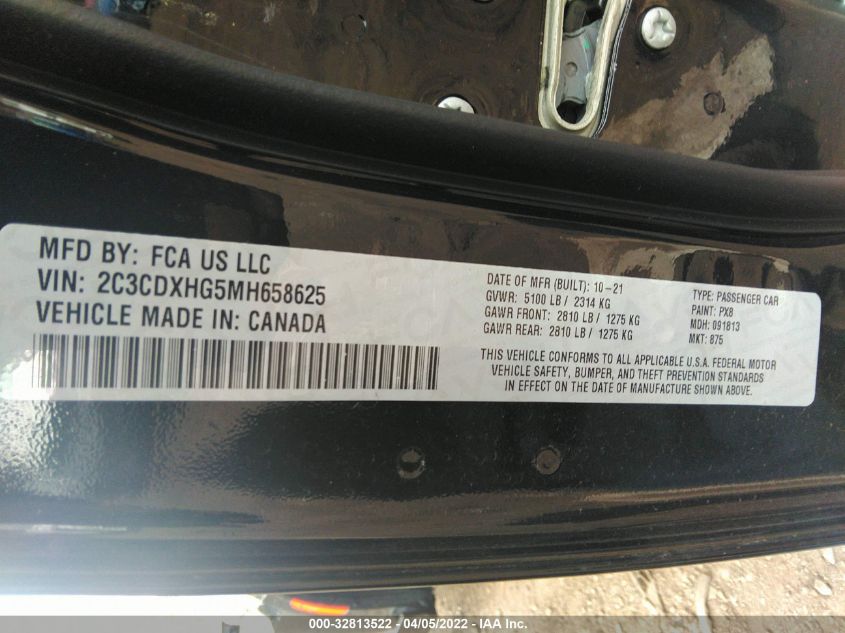 MFD BY: FCA US LLC
VIN: 2C3CDXHG5MH658625
VEHICLE MADE IN: CANADA
DATE OF MFR (BUILT): 10-21
GVWR: 5100 LB / 2314 KG
GAWR FRONT: 2810 LB / 1275 KG
GAWR REAR: 2810 LB / 1275 KG
TYPE: PASSENGER CAR
PAINT: PX8
MDH: 091813
MKT: 875
THIS VEHICLE CONFORMS TO ALL APPLICABLE U.S.A. FEDERAL MOTOR
VEHICLE SAFETY, BUMPER, AND THEFT PREVENTION STANDARDS
IN EFFECT ON THE DATE OF MANUFACTURE SHOWN ABOVE.
000-32813522 - 04/05/2022 - IAA Inc.